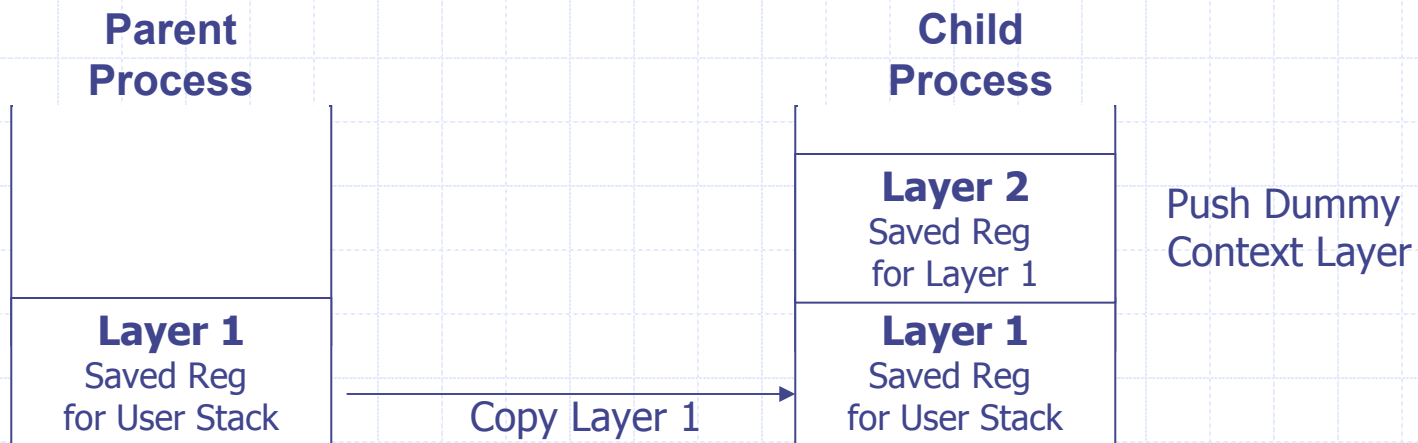 Parent
Process
Child
Process
Layer 2
Saved Reg
for Layer 1
Push Dummy
Context Layer
Layer 1
Saved Reg
for User Stack
Copy Layer 1
Layer 1
Saved Reg
for User Stack